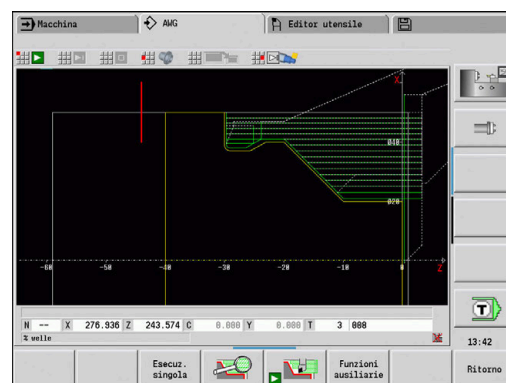 Macchina
AWG
Editor utensile
X
ø40
ø20
-60
-50
-40
-30
-20
-10
0
Z
N -- X 276.936 Z 243.574 C 0.000 Y 0.000 T 3 000
% welle
T
13:42
Esecuz. singola
Funzioni ausiliarie
Ritorno